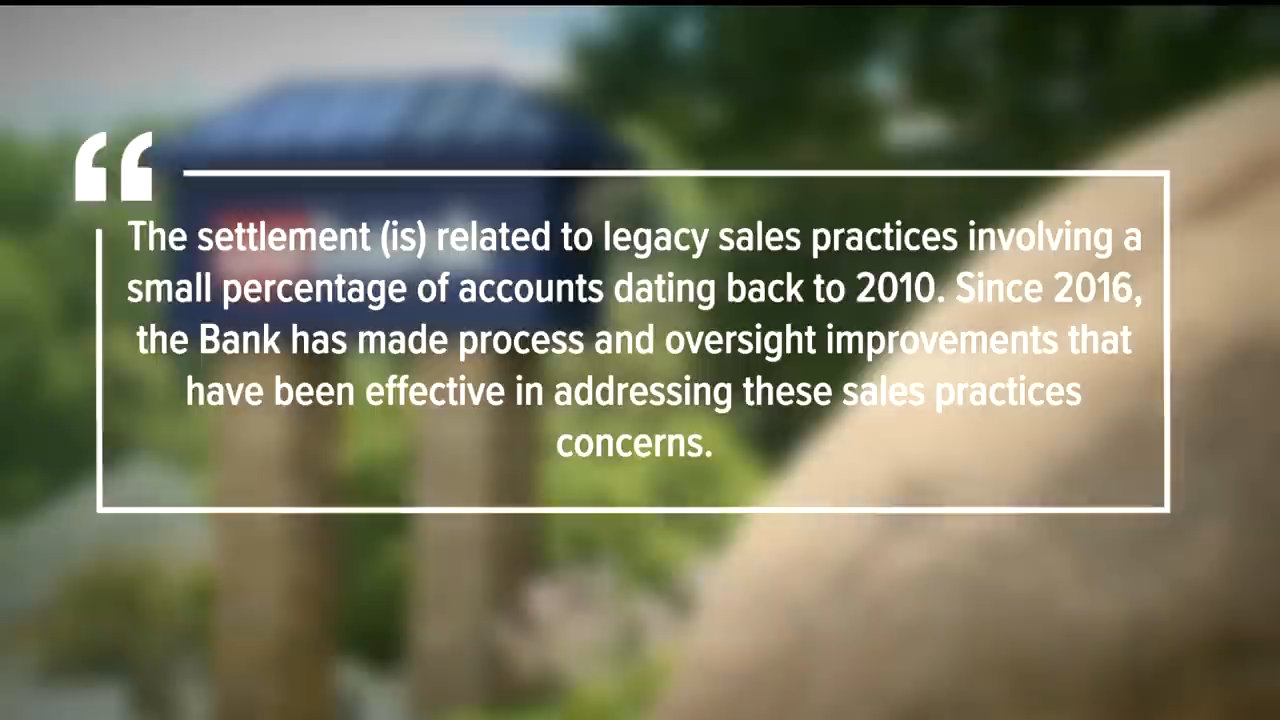 “
The settlement (is) related to legacy sales practices involving a
small percentage of accounts dating back to 2010. Since 2016,
the Bank has made process and oversight improvements that
have been effective in addressing these sales practices
concerns.